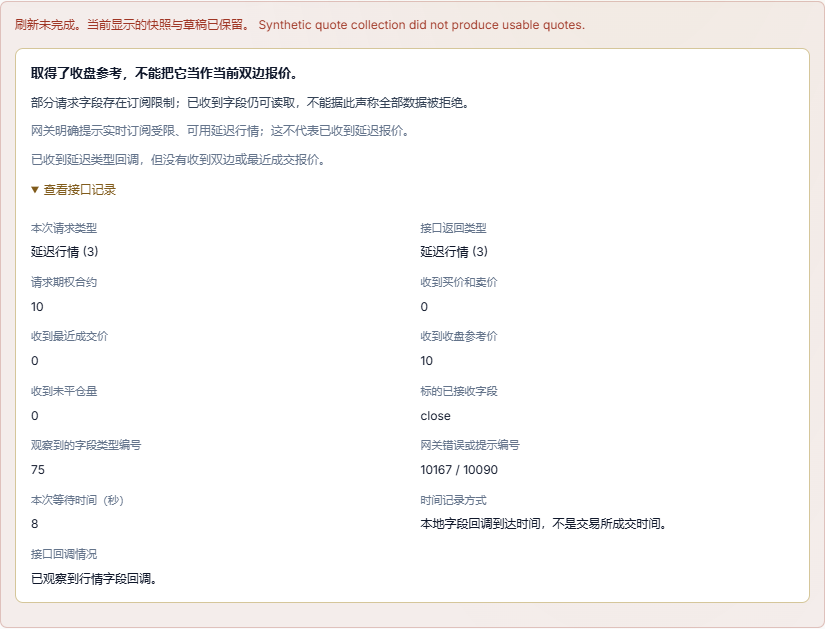 刷新未完成。当前显示的快照与草稿已保留。 Synthetic quote collection did not produce usable quotes.
取得了收盘参考，不能把它当作当前双边报价。
部分请求字段存在订阅限制；已收到字段仍可读取，不能据此声称全部数据被拒绝。
网关明确提示实时订阅受限、可用延迟行情；这不代表已收到延迟报价。
已收到延迟类型回调，但没有收到双边或最近成交报价。
▼ 查看接口记录
本次请求类型
延迟行情 (3)
接口返回类型
延迟行情 (3)
请求期权合约
10
收到买价和卖价
0
收到最近成交价
0
收到收盘参考价
10
收到未平仓量
0
标的已接收字段
close
观察到的字段类型编号
75
网关错误或提示编号
10167 / 10090
本次等待时间（秒）
8
时间记录方式
本地字段回调到达时间，不是交易所成交时间。
接口回调情况
已观察到行情字段回调。